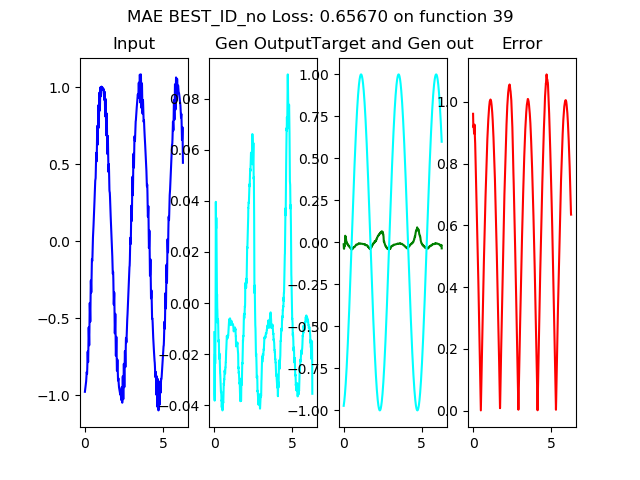 MAE BEST_ID_no Loss: 0.65670 on function 39
Input Gen Output Target and Gen out Error
1.0 0.5 0.0 −0.5 −1.0
0 5
0.08 0.06 0.04 0.02 0.00 −0.02 −0.04
0 5
1.00 0.75 0.50 0.25 0.00 −0.25 −0.50 −0.75 −1.00
0 5
1.0 0.8 0.6 0.4 0.2 0.0
0 5